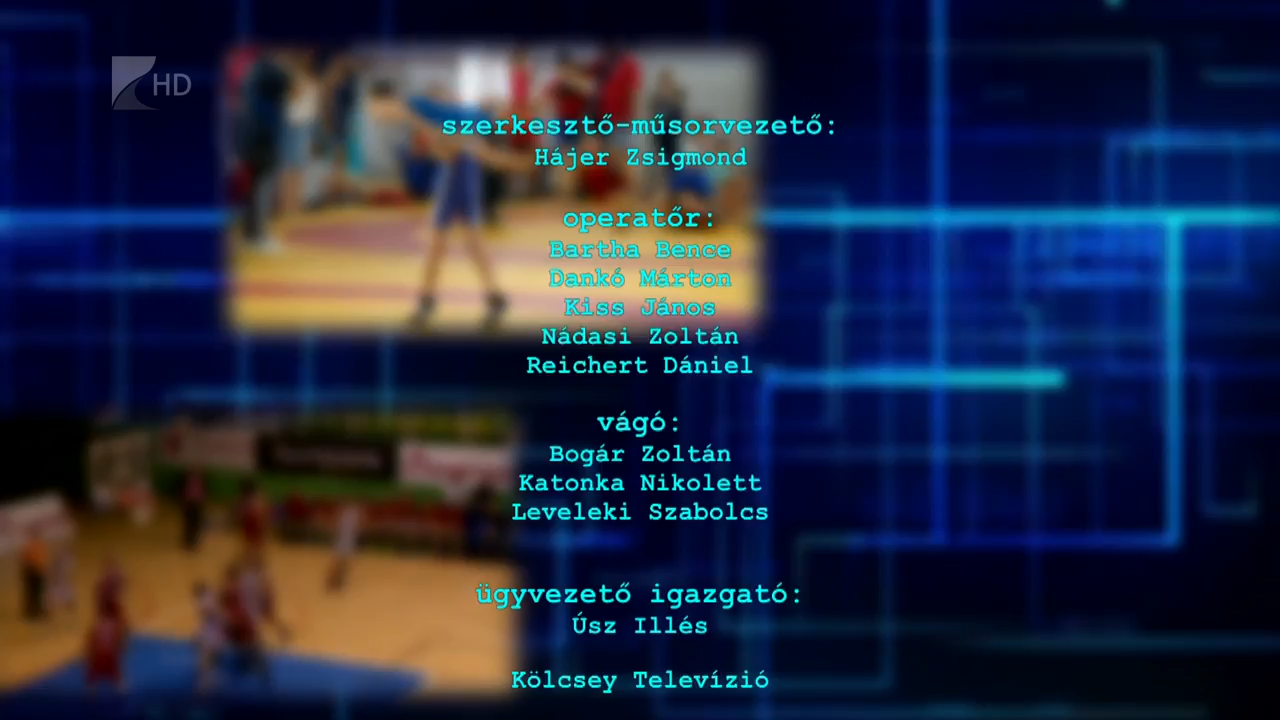 HD
szerkesztő-műsorvezető:
Hájer Zsigmond
operatőr:
Bartha Bence
Dankó Márton
Kiss János
Nádasi Zoltán
Reichert Dániel
vágó:
Bogár Zoltán
Katonka Nikolett
Leveleki Szabolcs
ügyvezető igazgató:
Úsz Illés
Kölcsey Televízió